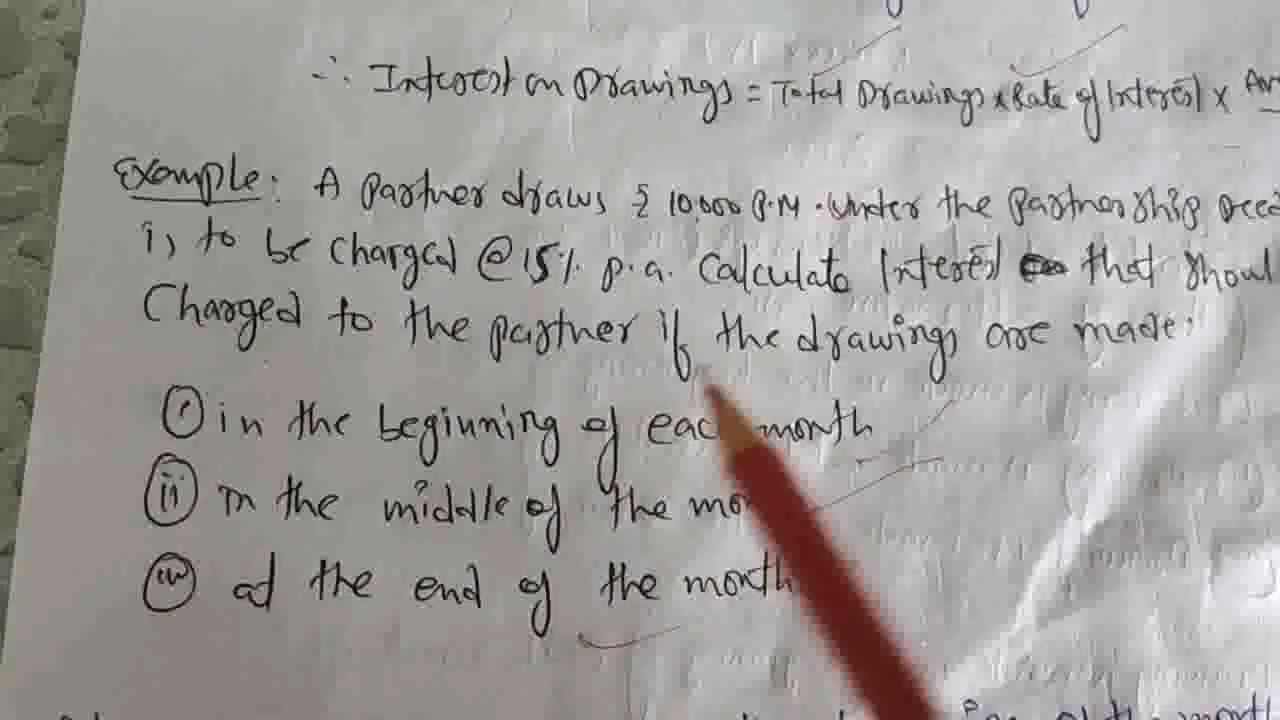 ∴ Interest on Drawings = Total Drawings x Rate of Interest x
Example: A partner draws ₹ 10,000 P.M. Under the partnership
is to be charged @ 15% p.a. Calculate Interest that
Charged to the partner if the drawings are made:
(i) in the beginning of each month
(ii) in the middle of the
(iii) at the end of the month